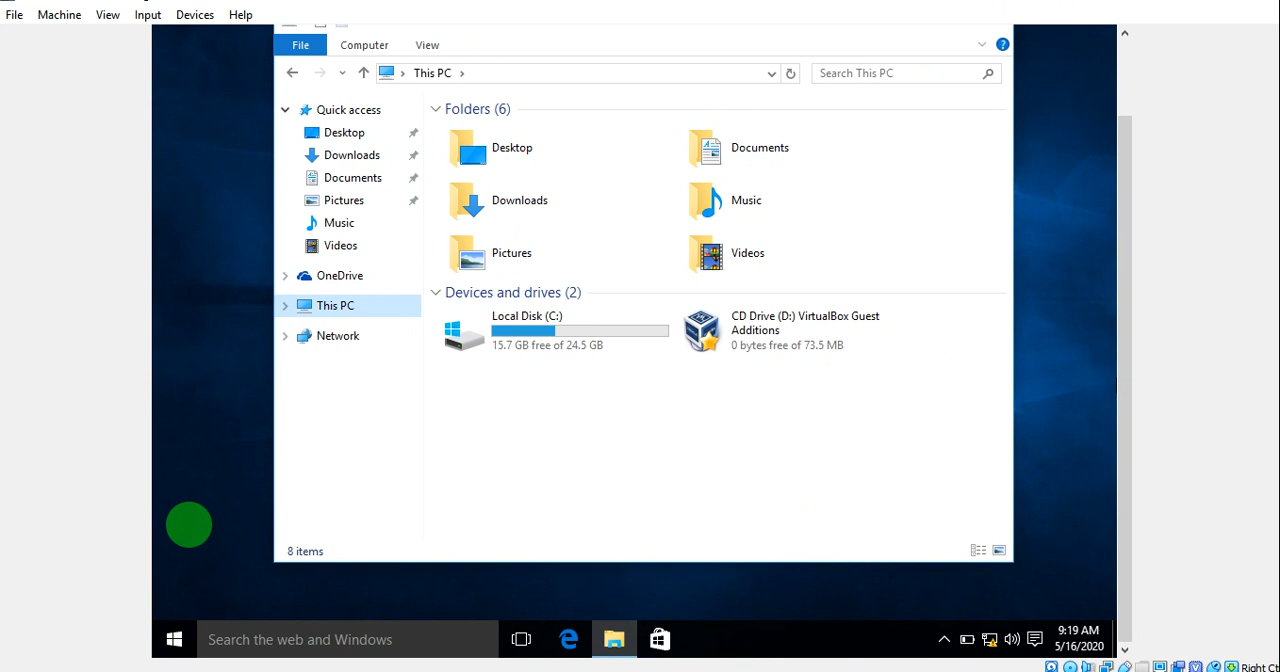 File Machine View Input Devices Help
File Computer View
This PC
Search This PC
Quick access
Desktop
Downloads
Documents
Pictures
Music
Videos
OneDrive
This PC
Network
Folders (6)
Desktop
Documents
Downloads
Music
Pictures
Videos
Devices and drives (2)
Local Disk (C:)
15.7 GB free of 24.5 GB
CD Drive (D:) VirtualBox Guest
Additions
0 bytes free of 73.5 MB
8 items
Search the web and Windows
9:19 AM
5/16/2020
Right Ct